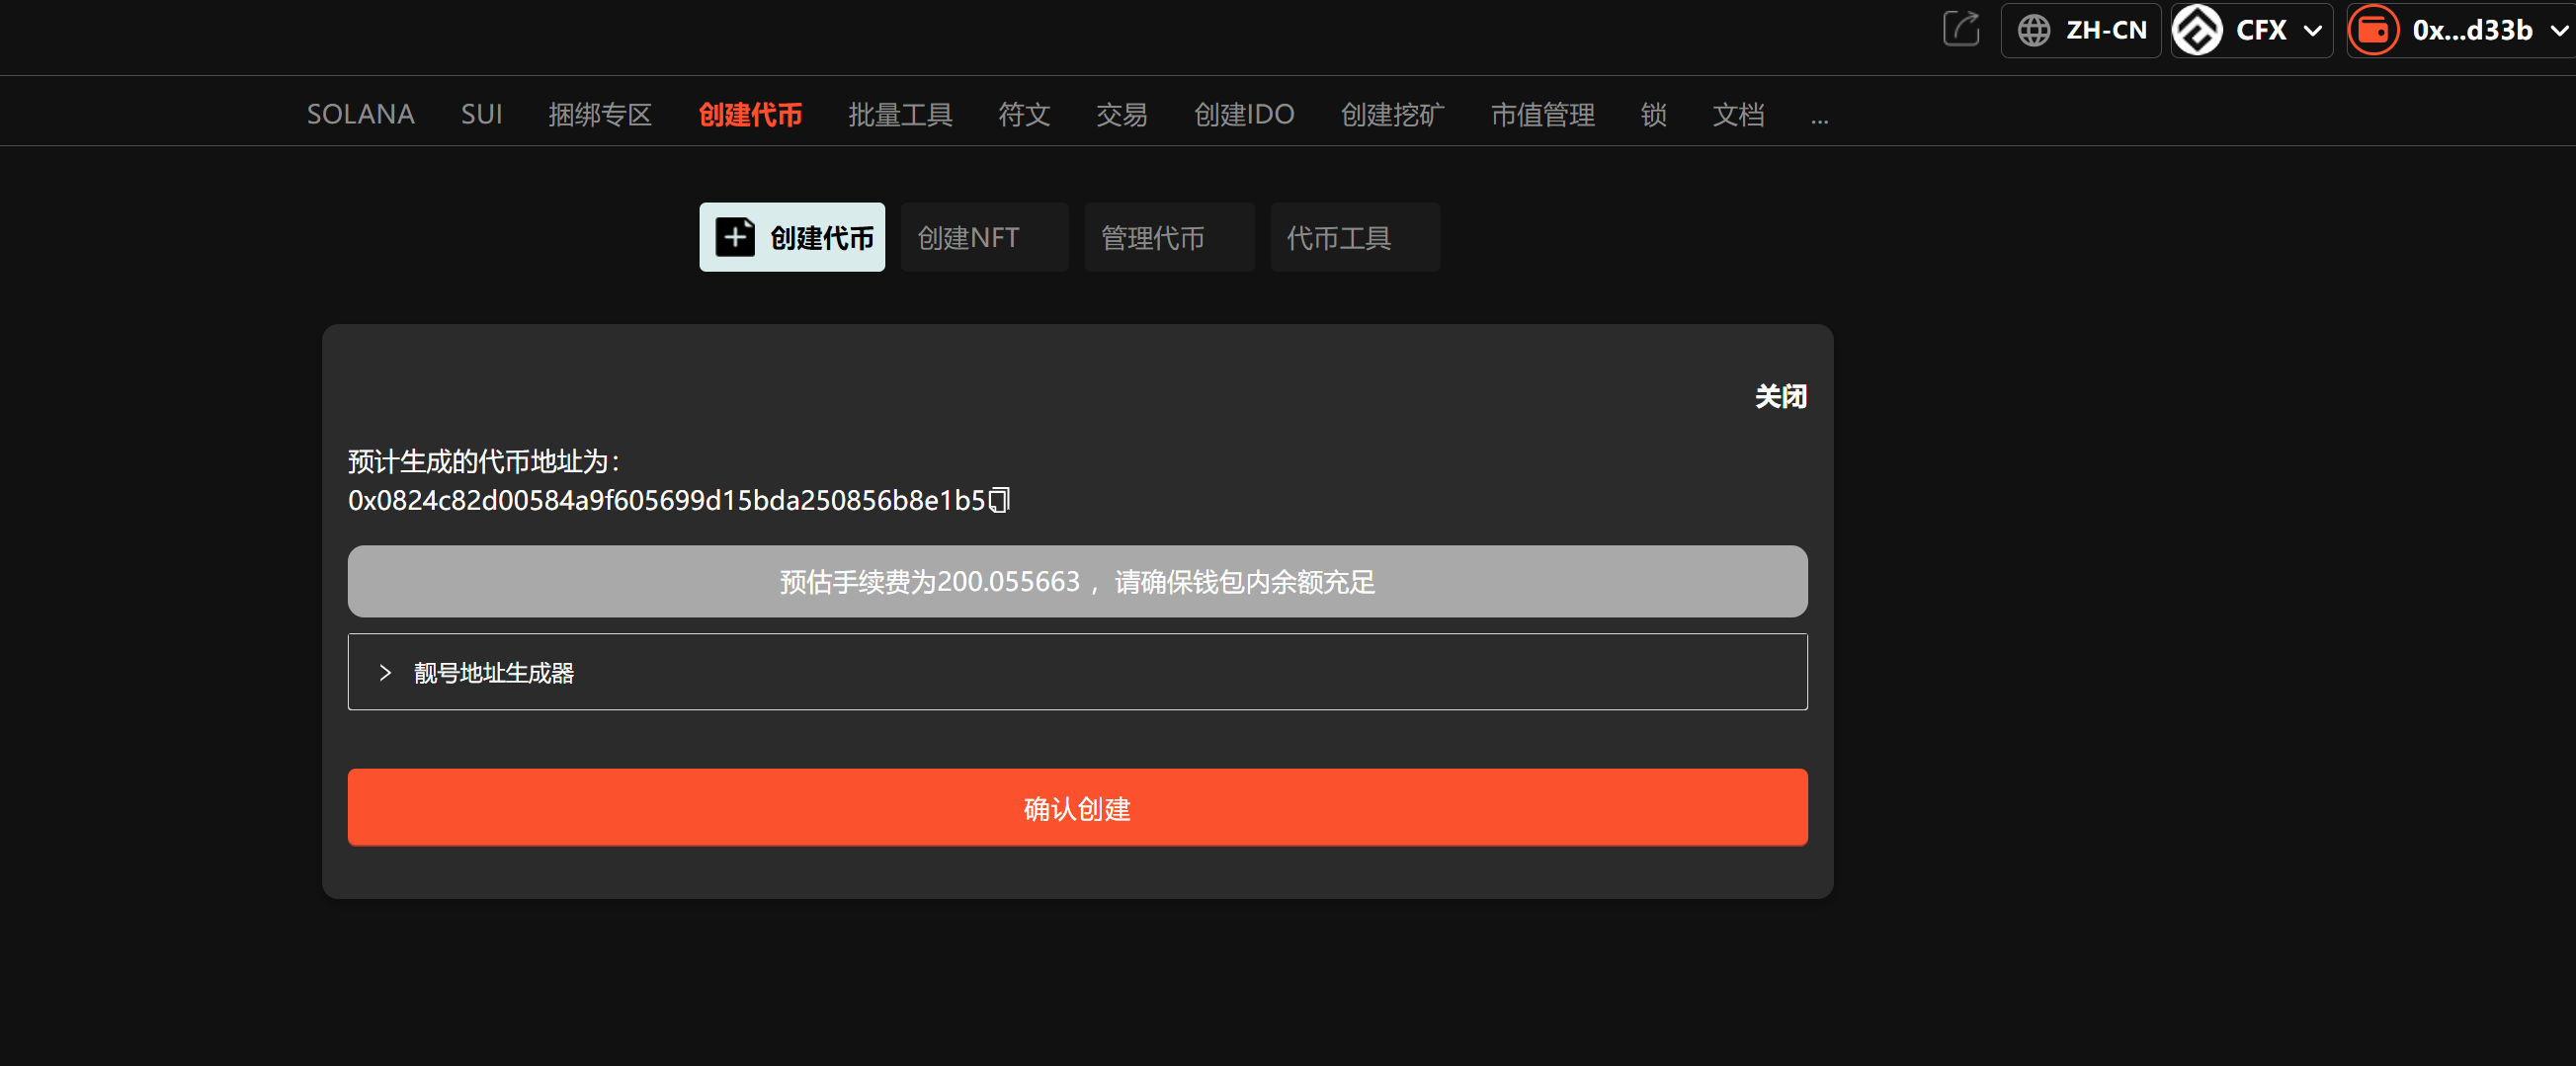 ZH-CN CFX 0x...d33b
SOLANA SUI 捆绑专区 创建代币 批量工具 符文 交易 创建IDO 创建挖矿 市值管理 锁 文档 ...
创建代币 创建NFT 管理代币 代币工具
关闭
预计生成的代币地址为：
0x0824c82d00584a9f605699d15bda250856b8e1b5
预估手续费为200.055663 ，请确保钱包内余额充足
靓号地址生成器
确认创建